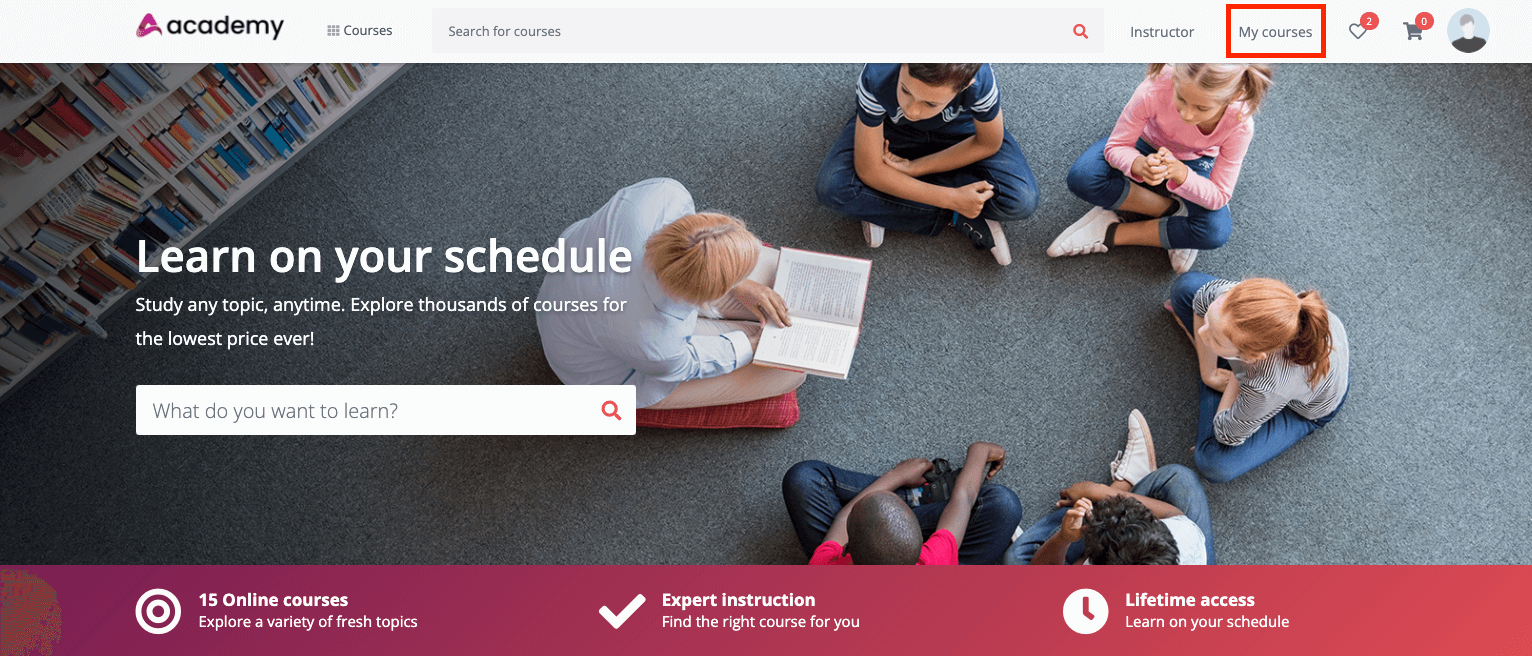 academy
Courses
Search for courses
Instructor
My courses
2
0
Learn on your schedule
Study any topic, anytime. Explore thousands of courses for
the lowest price ever!
What do you want to learn?
15 Online courses
Explore a variety of fresh topics
Expert instruction
Find the right course for you
Lifetime access
Learn on your schedule